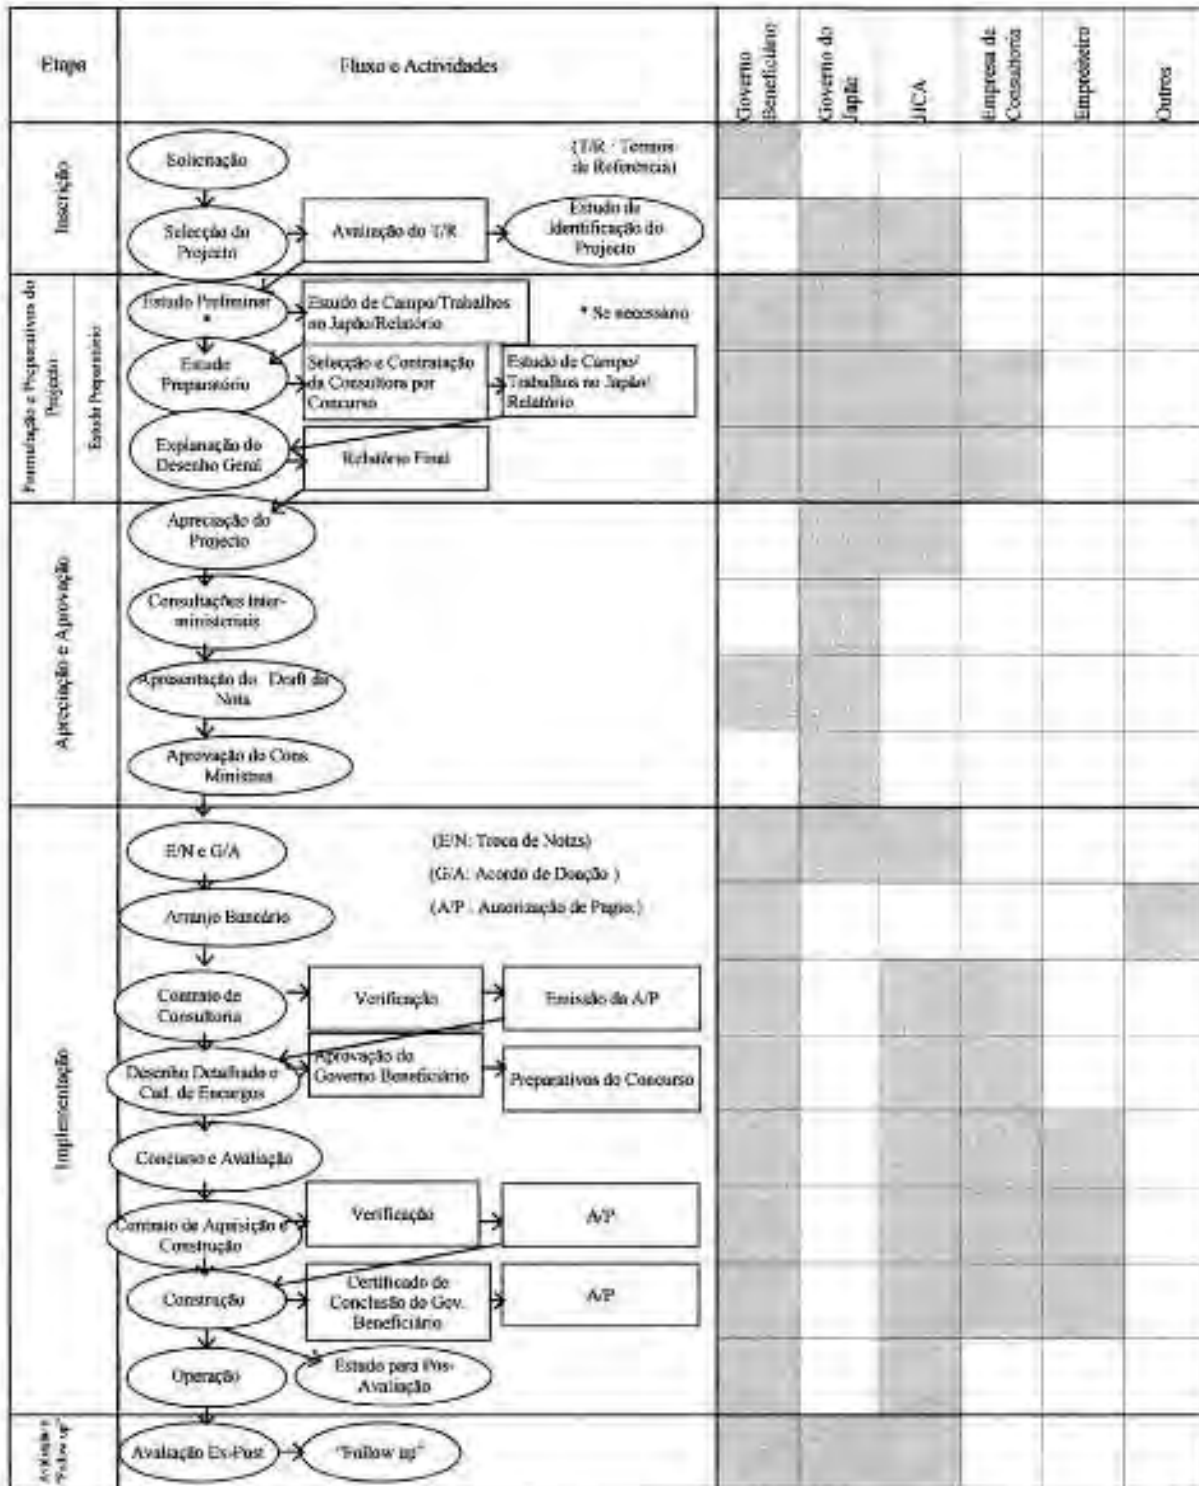 Etapa
Fluxo e Actividades
Governo
Beneficiário
Governo do
Japão
JICA
Empresa de
Consultoria
Empreiteiro
Outros
Inscrição
Solicitação
(T/R : Termos
de Referência)
Selecção do
Projecto
Avaliação do T/R
Estudo de
Identificação do
Projecto
Formulação e Preparativos do
Projecto
Estudo Preparatório
Estudo Preliminar
*
Estudo de Campo/Trabalhos
no Japão/Relatório
* Se necessário
Estudo
Preparatório
Selecção e Contratação
da Consultora por
Concurso
Estudo de Campo/
Trabalhos no Japão/
Relatório
Explanação do
Desenho Geral
Relatório Final
Apreciação e Aprovação
Apreciação do
Projecto
Consultações Inter-
ministeriais
Apresentação do Draft da
Nota
Aprovação do Cons.
Ministros
Implementação
E/N e G/A
(E/N: Troca de Notas)
(G/A: Acordo de Doação )
(A/P : Autorização de Pagto.)
Arranjo Bancário
Contrato de
Consultoria
Verificação
Emissão da A/P
Desenho Detalhado e
Cad. de Encargos
Aprovação do
Governo Beneficiário
Preparativos do Concurso
Concurso e Avaliação
Contrato de Aquisição e
Construção
Verificação
A/P
Construção
Certificado de
Conclusão do Gov.
Beneficiário
A/P
Operação
Estudo para Pós-
Avaliação
Avaliação e
"Follow up"
Avaliação Ex-Post
"Follow up"